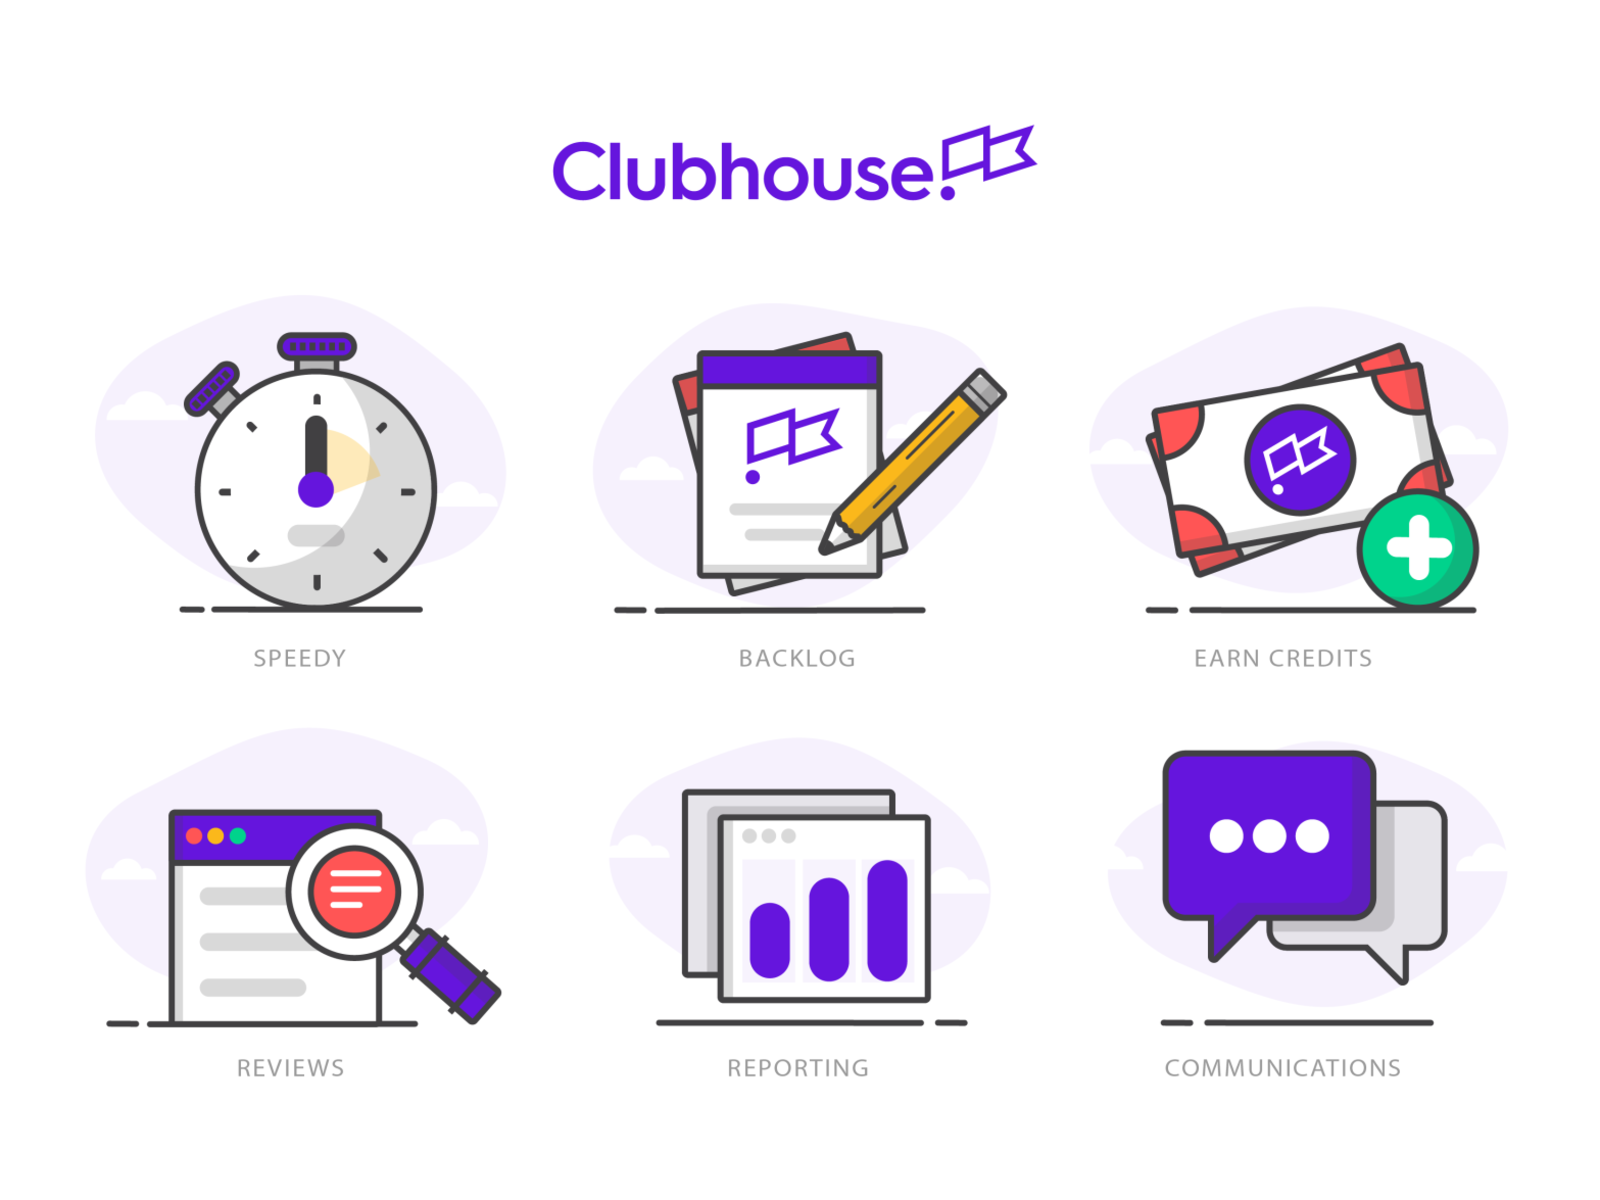 Clubhouse
SPEEDY
BACKLOG
EARN CREDITS
REVIEWS
REPORTING
COMMUNICATIONS